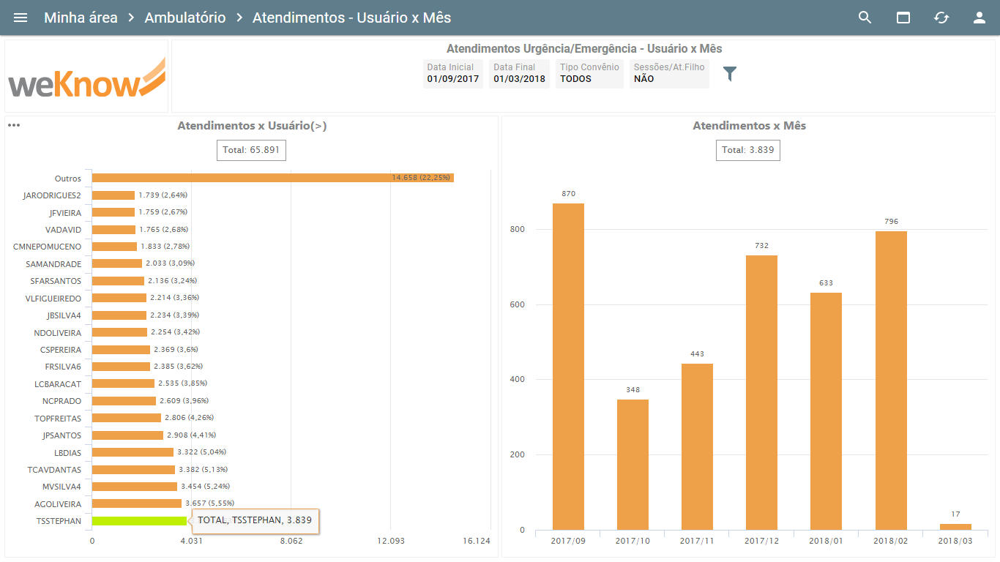 Minha área > Ambulatório > Atendimentos - Usuário x Mês
weKnow
Atendimentos Urgência/Emergência - Usuário x Mês
Data Inicial
01/09/2017
Data Final
01/03/2018
Tipo Convênio
TODOS
Sessões/At.Filho
NÃO
Atendimentos x Usuário(>)
Total: 65.891
Outros 14.658 (22,25%)
JARODRIGUES2 1.739 (2,64%)
JFVIEIRA 1.759 (2,67%)
VADAVID 1.765 (2,68%)
CMNEPOMUCENO 1.833 (2,78%)
SAMANDRADE 2.033 (3,09%)
SFARSANTOS 2.136 (3,24%)
VLFIGUEIREDO 2.214 (3,36%)
JBSILVA4 2.234 (3,39%)
NDOLIVEIRA 2.254 (3,42%)
CSPEREIRA 2.369 (3,6%)
FRSILVA6 2.385 (3,62%)
LCBARACAT 2.535 (3,85%)
NCPRADO 2.609 (3,96%)
TOPFREITAS 2.806 (4,26%)
JPSANTOS 2.908 (4,41%)
LBDIAS 3.322 (5,04%)
TCAVDANTAS 3.382 (5,13%)
MVSILVA4 3.454 (5,24%)
AGOLIVEIRA 3.657 (5,55%)
TSSTEPHAN TOTAL, TSSTEPHAN, 3.839
0 4.031 8.062 12.093 16.124
Atendimentos x Mês
Total: 3.839
870
796
800
732
633
600
443
400
348
200
17
0
2017/09 2017/10 2017/11 2017/12 2018/01 2018/02 2018/03